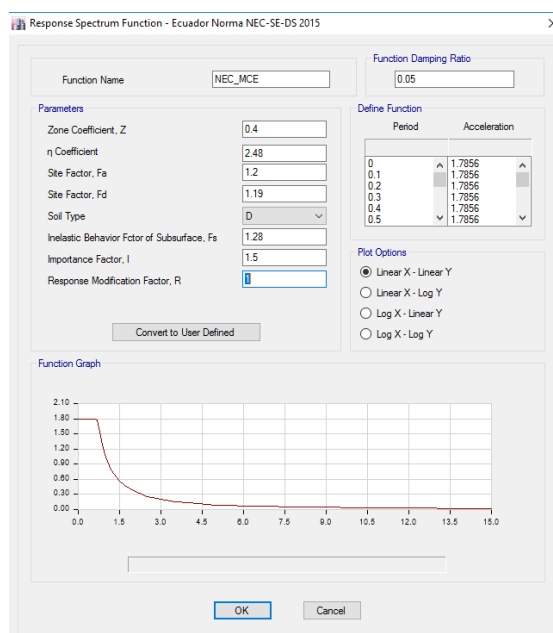 Response Spectrum Function - Ecuador Norma NEC-SE-DS 2015
Function Name NEC_MCE
Function Damping Ratio
0.05
Parameters
Zone Coefficient, Z 0.4
η Coefficient 2.48
Site Factor, Fa 1.2
Site Factor, Fd 1.19
Soil Type D
Inelastic Behavior Fctor of Subsurface, Fs 1.28
Importance Factor, I 1.5
Response Modification Factor, R 1
Convert to User Defined
Define Function
Period Acceleration
0 1.7856
0.1 1.7856
0.2 1.7856
0.3 1.7856
0.4 1.7856
0.5 1.7856
Plot Options
Linear X - Linear Y
Linear X - Log Y
Log X - Linear Y
Log X - Log Y
Function Graph
2.10
1.80
1.50
1.20
0.90
0.60
0.30
0.00
0.0 1.5 3.0 4.5 6.0 7.5 9.0 10.5 12.0 13.5 15.0
OK Cancel